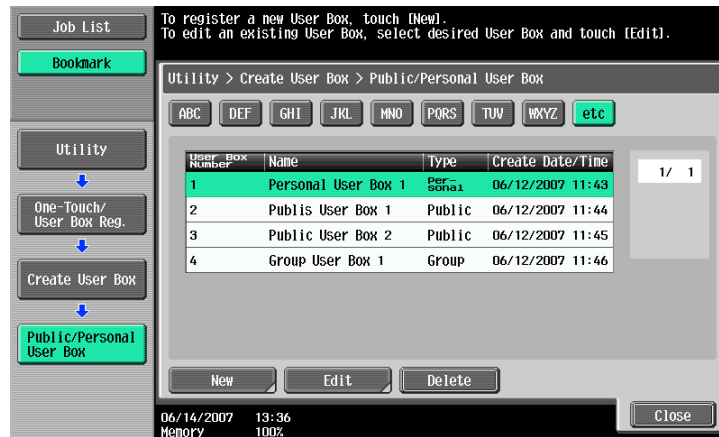 Job List
Bookmark
To register a new User Box, touch [New].
To edit an existing User Box, select desired User Box and touch [Edit].
Utility > Create User Box > Public/Personal User Box
ABC DEF GHI JKL MNO PQRS TUV WXYZ etc
Utility
One-Touch/
User Box Reg.
Create User Box
Public/Personal
User Box
User Box
Number Name Type Create Date/Time
1 Personal User Box 1 Per-
sonal 06/12/2007 11:43
2 Publis User Box 1 Public 06/12/2007 11:44
3 Public User Box 2 Public 06/12/2007 11:45
4 Group User Box 1 Group 06/12/2007 11:46
1/ 1
New Edit Delete
Close
06/14/2007 13:36
Memory 100%